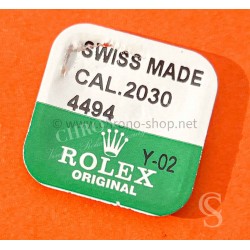 SWISS MADE
CAL.2030
4494
Y-02
ROLEX
ORIGINAL